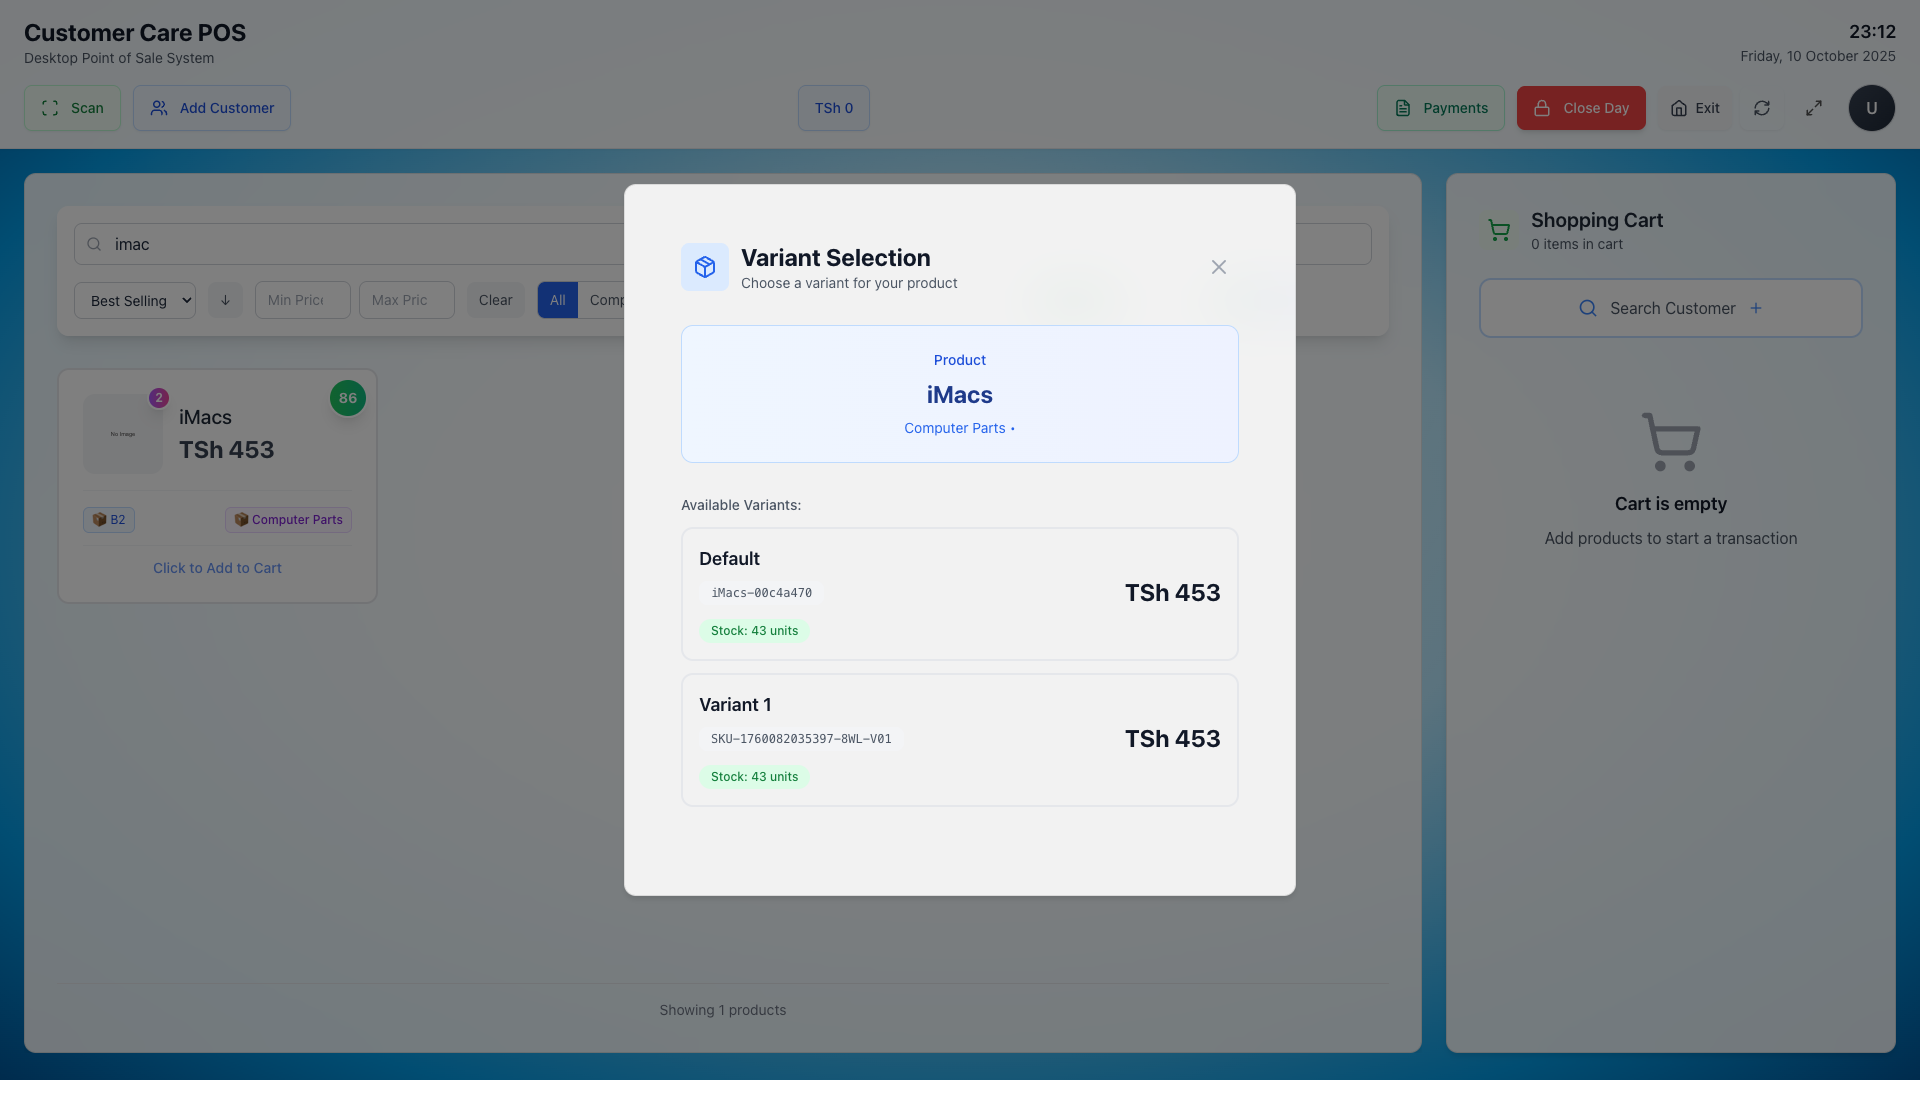 Customer Care POS
Desktop Point of Sale System
23:12
Friday, 10 October 2025
Scan
Add Customer
TSh 0
Payments
Close Day
Exit
U
imac
Best Selling
↓
Min Price
Max Pric
Clear
All
Comp
2
86
No Image
iMacs
TSh 453
B2
Computer Parts
Click to Add to Cart
Showing 1 products
Variant Selection
Choose a variant for your product
Product
iMacs
Computer Parts •
Available Variants:
Default
iMacs-00c4a470
TSh 453
Stock: 43 units
Variant 1
SKU-1760082035397-8WL-V01
TSh 453
Stock: 43 units
Shopping Cart
0 items in cart
Search Customer +
Cart is empty
Add products to start a transaction